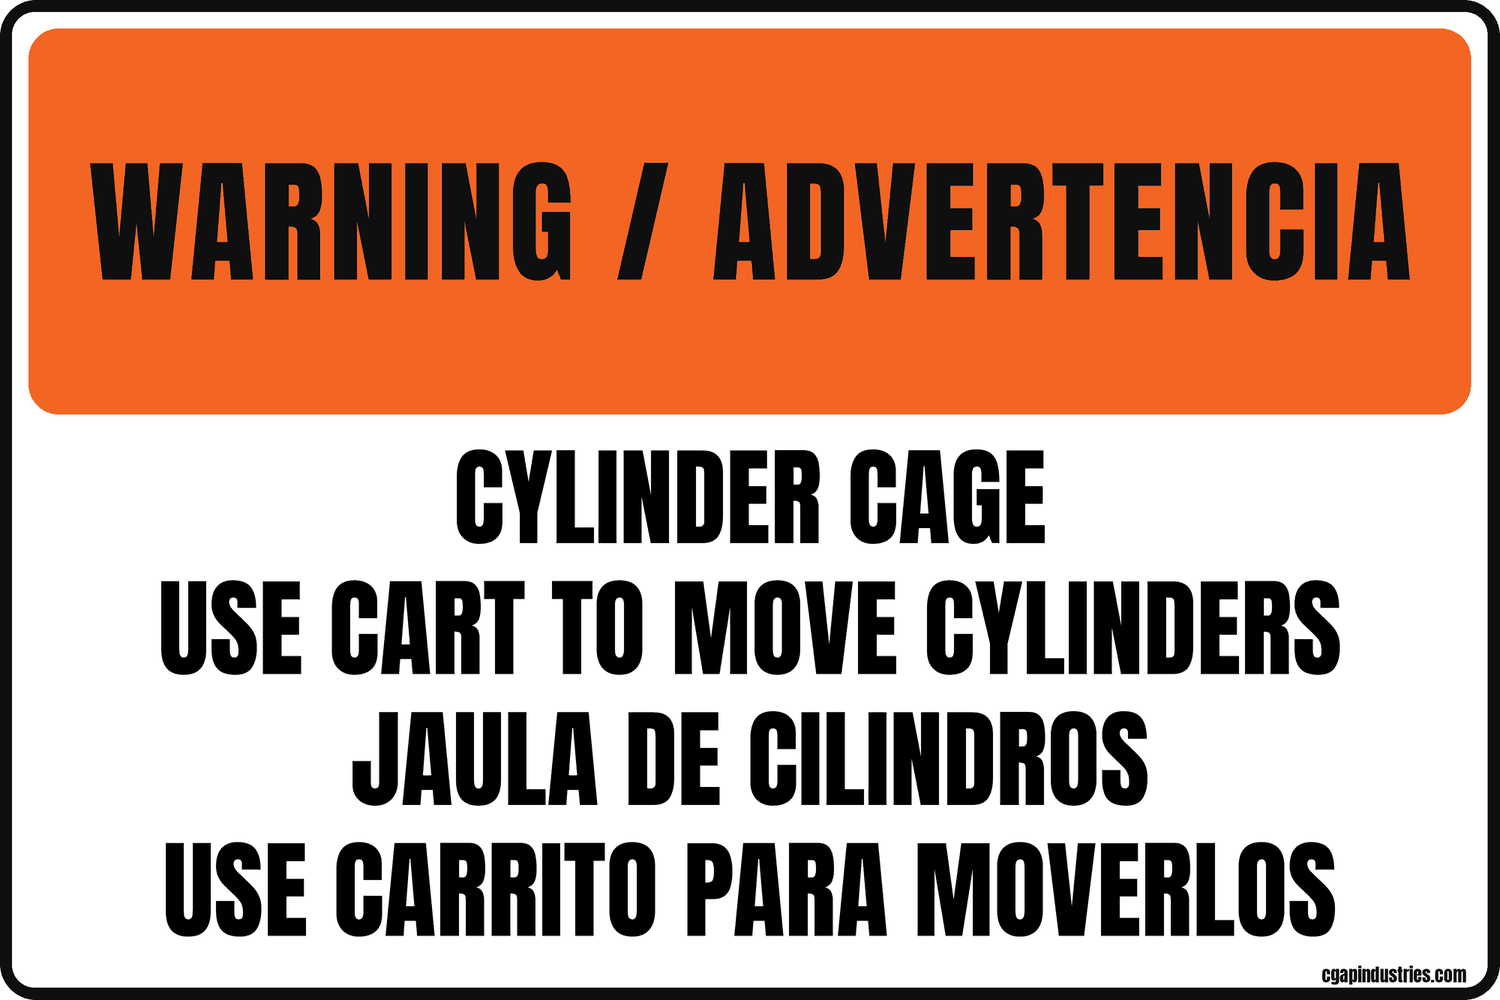 WARNING / ADVERTENCIA
CYLINDER CAGE
USE CART TO MOVE CYLINDERS
JAULA DE CILINDROS
USE CARRITO PARA MOVERLOS
cgapindustries.com